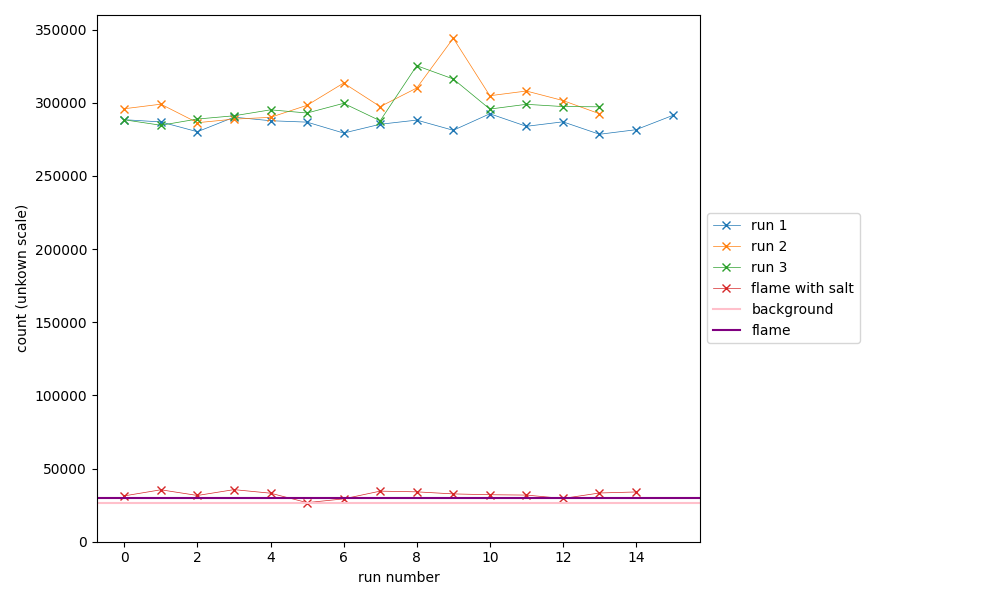 350000
300000
250000
200000
150000
100000
50000
0
count (unkown scale)
0 2 4 6 8 10 12 14
run number
run 1
run 2
run 3
flame with salt
background
flame